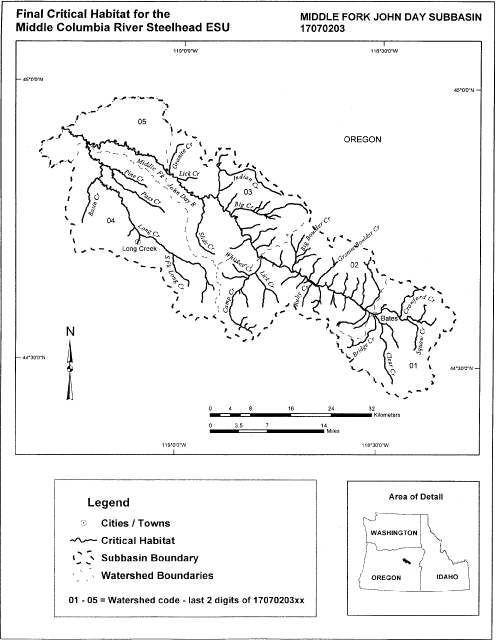 Final Critical Habitat for the
Middle Columbia River Steelhead ESU
MIDDLE FORK JOHN DAY SUBBASIN
17070203
119°0'0"W
118°30'0"W
45°0'0"N
45°0'0"N
OREGON
05
Granite Cr
Middle Fk John Day R
Lick Cr
Indian Cr
03
Pine Cr
Pass Cr
Big Cr
Basin Cr
04
Long Cr
Slide Cr
Big Boulder Cr
Granite Boulder Cr
Long Creek
S Fk Long Cr
Whisker Cr
Lick Cr
02
Camp Cr
Ruby Cr
Crawford Cr
Bates
Bridge Cr
Squaw Cr
Clear Cr
01
N
44°30'0"N
44°30'0"N
0 4 8 16 24 32
Kilometers
0 3.5 7 14
Miles
119°0'0"W
118°30'0"W
Legend
Cities / Towns
Critical Habitat
Subbasin Boundary
Watershed Boundaries
01 - 05 = Watershed code - last 2 digits of 17070203xx
Area of Detail
WASHINGTON
OREGON
IDAHO